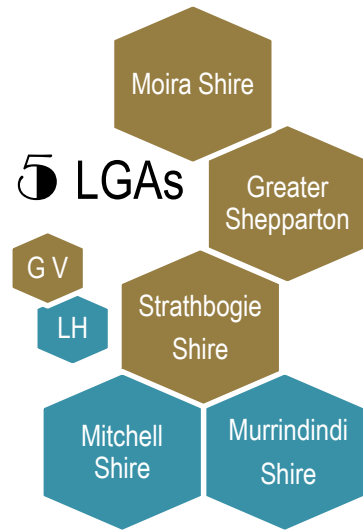 Moira Shire
5 LGAs
Greater
Shepparton
G V
LH
Strathbogie
Shire
Mitchell
Shire
Murrindindi
Shire